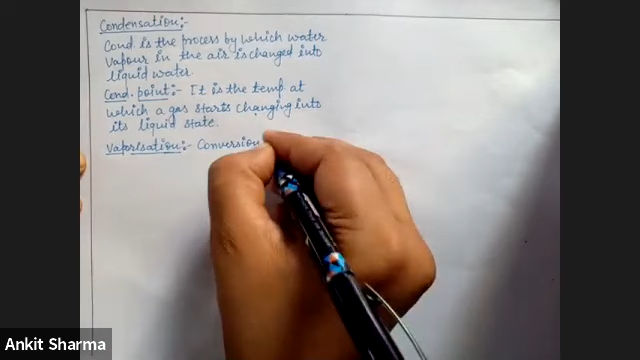 Condensation:-
Cond. is the process by which water
vapour in the air is changed into
liquid water.
Cond. point:- It is the temp. at
which a gas starts changing into
its liquid state.
Vaporisation:- Conversion
Ankit Sharma